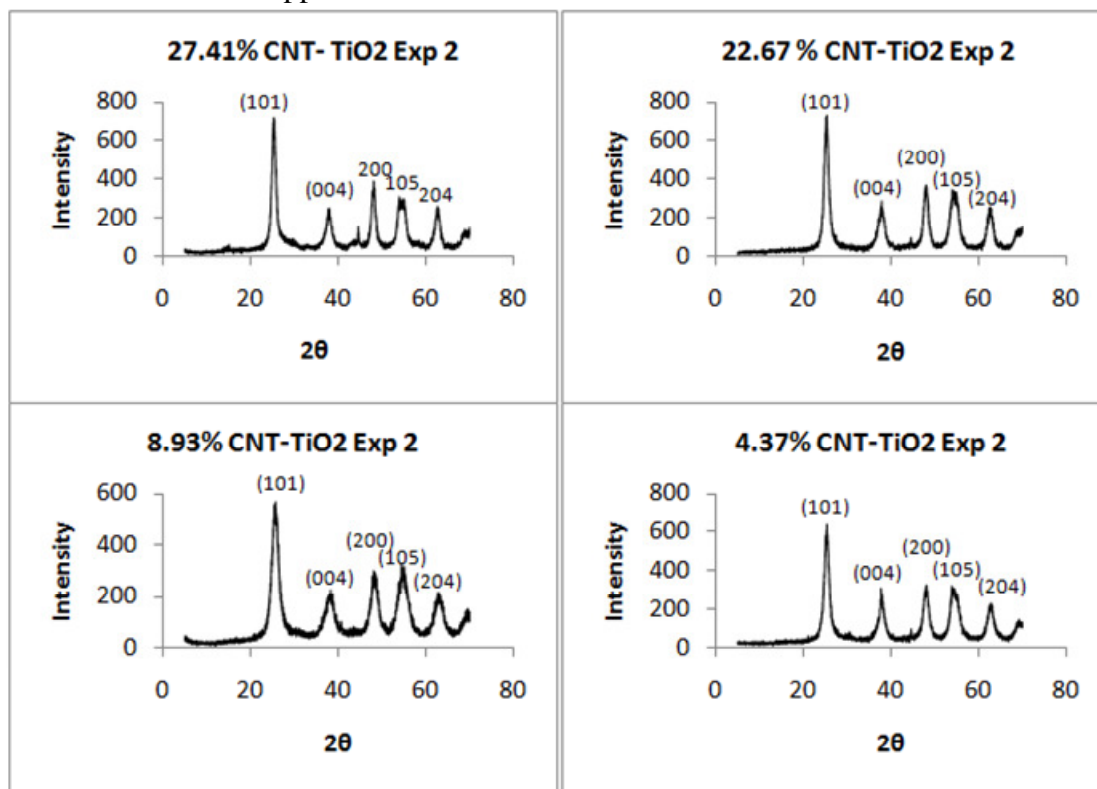 27.41% CNT- TiO2 Exp 2
Intensity
800
600
400
200
0
(101)
(004)
200
105
204
0 20 40 60 80
2θ
22.67 % CNT-TiO2 Exp 2
Intensity
800
600
400
200
0
(101)
(004)
(200)
(105)
(204)
0 20 40 60 80
2θ
8.93% CNT-TiO2 Exp 2
Intensity
600
400
200
0
(101)
(004)
(200)
(105)
(204)
0 20 40 60 80
2θ
4.37% CNT-TiO2 Exp 2
Intensity
800
600
400
200
0
(101)
(004)
(200)
(105)
(204)
0 20 40 60 80
2θ